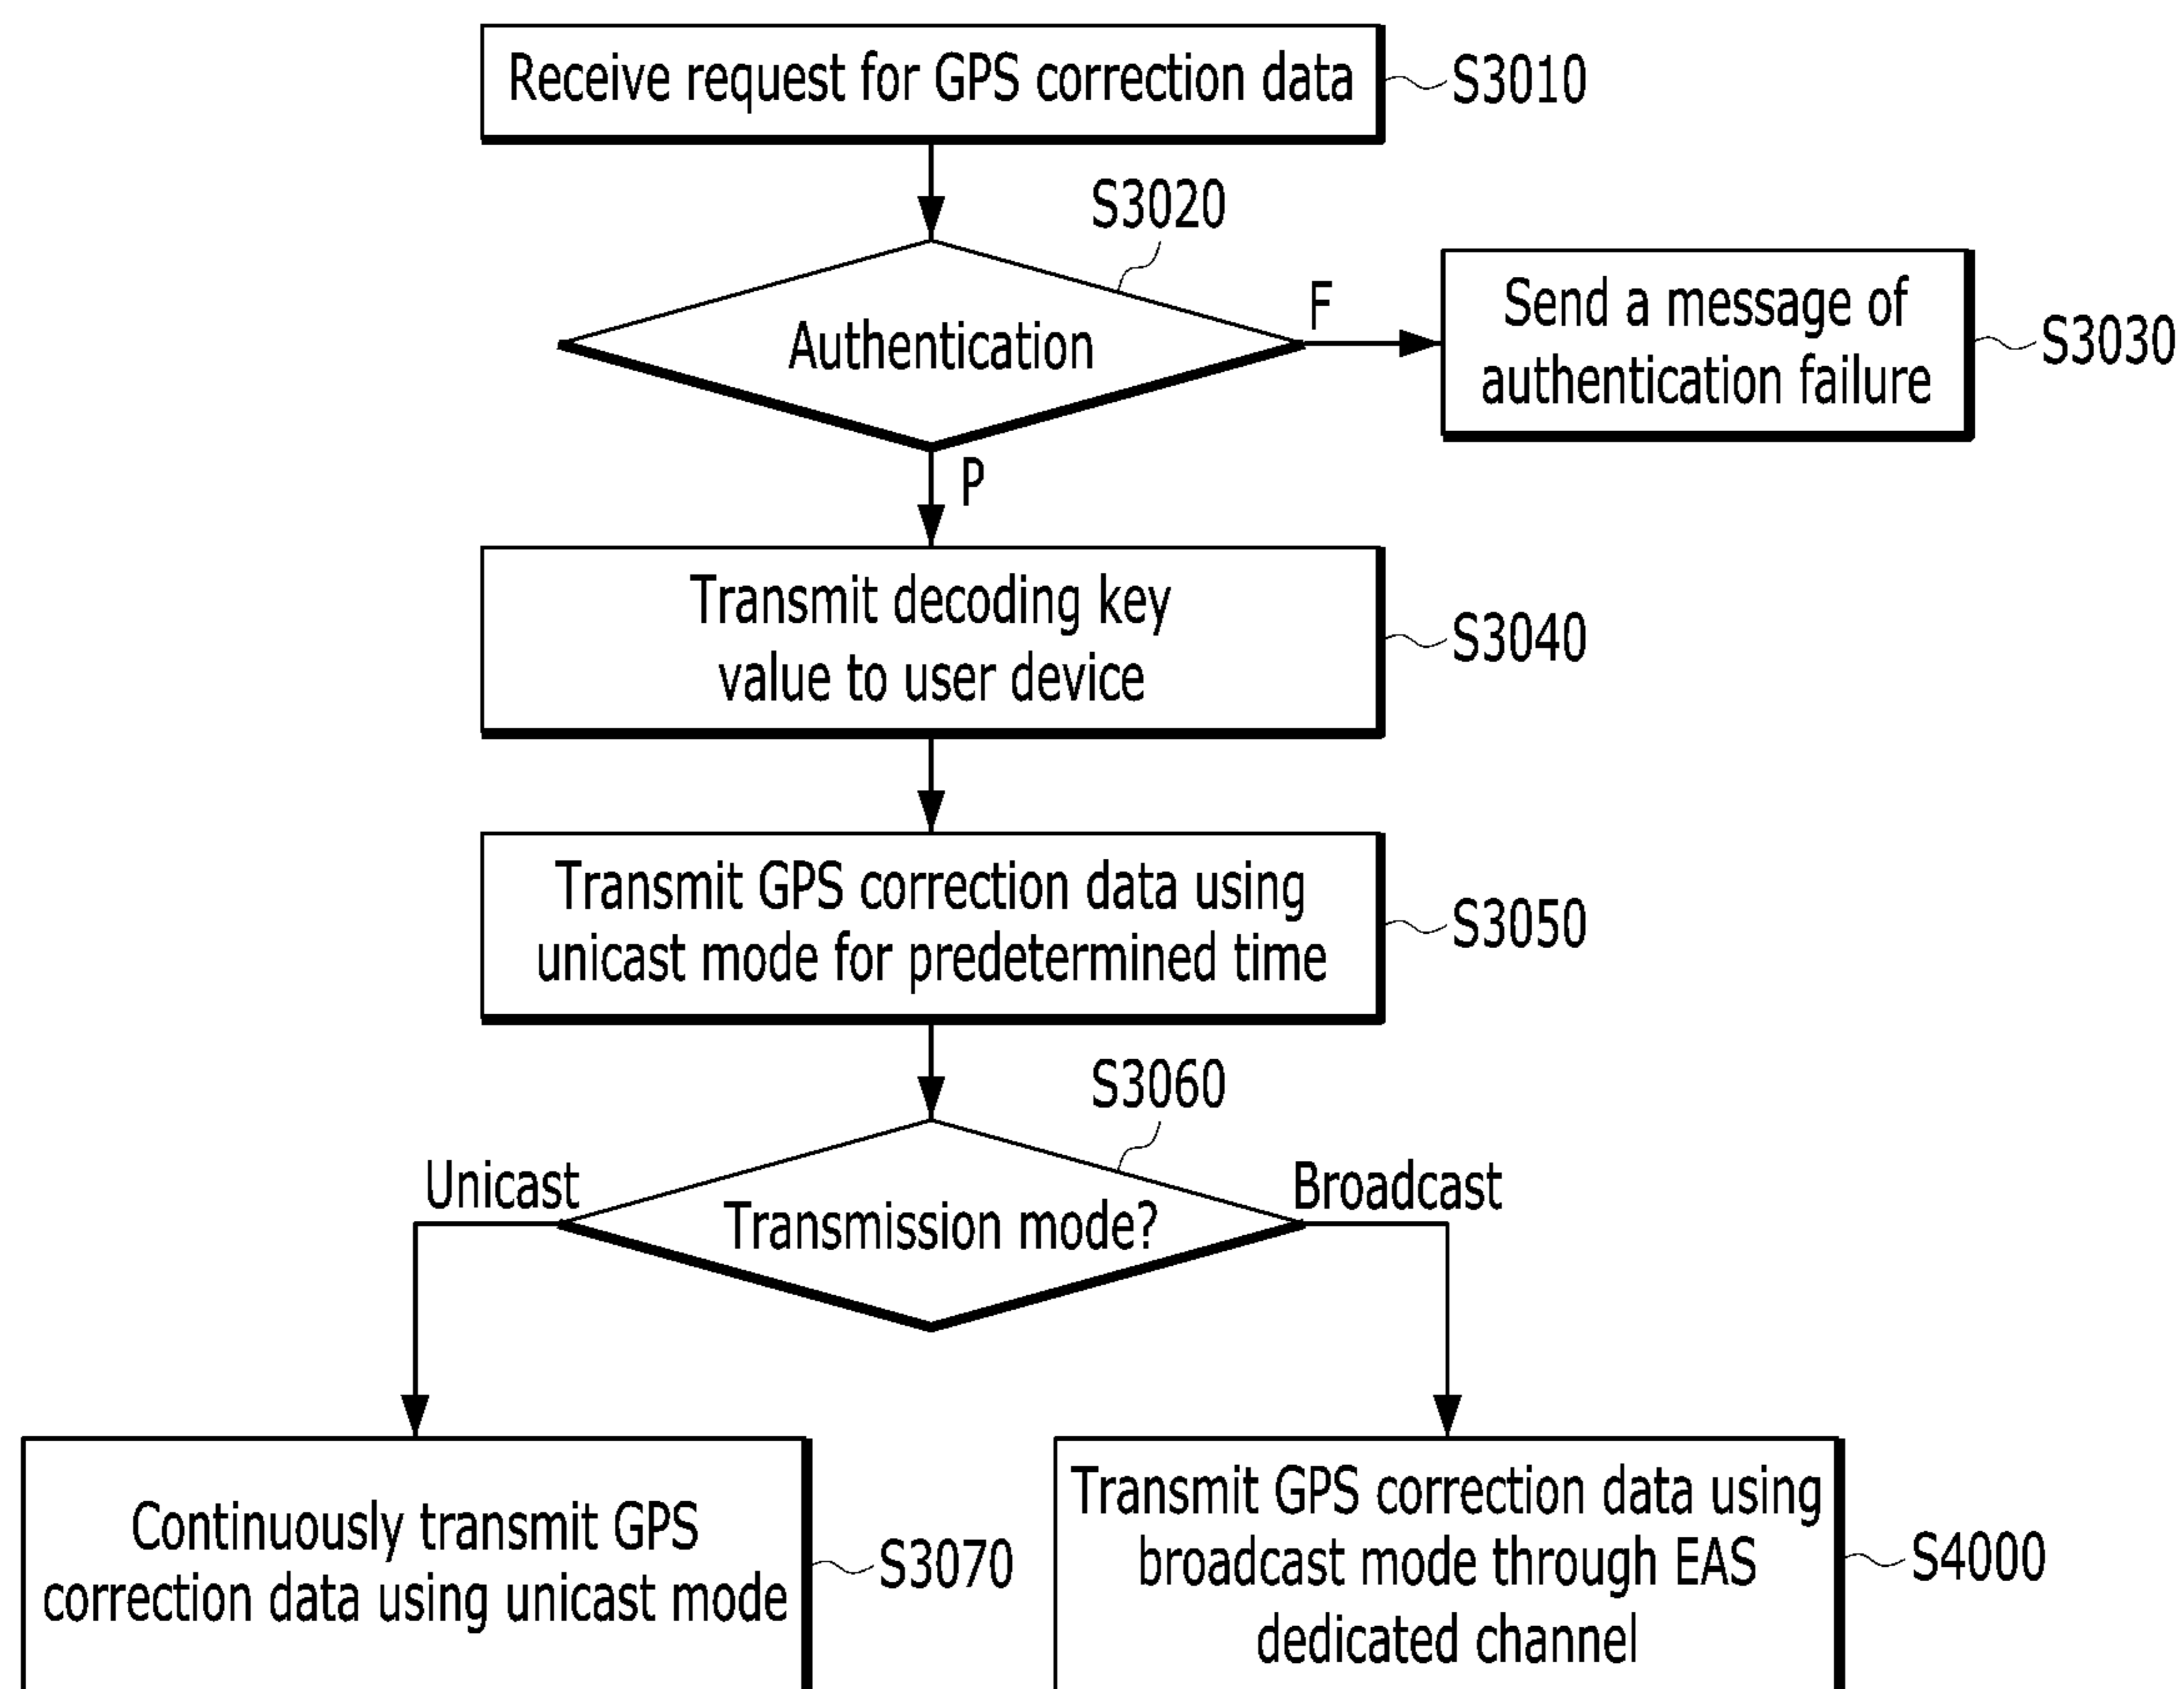 Receive request for GPS correction data
S3010
S3020
Authentication
F
Send a message of
authentication failure
S3030
P
Transmit decoding key
value to user device
S3040
Transmit GPS correction data using
unicast mode for predetermined time
S3050
S3060
Unicast
Transmission mode?
Broadcast
Continuously transmit GPS
correction data using unicast mode
S3070
Transmit GPS correction data using
broadcast mode through EAS
dedicated channel
S4000